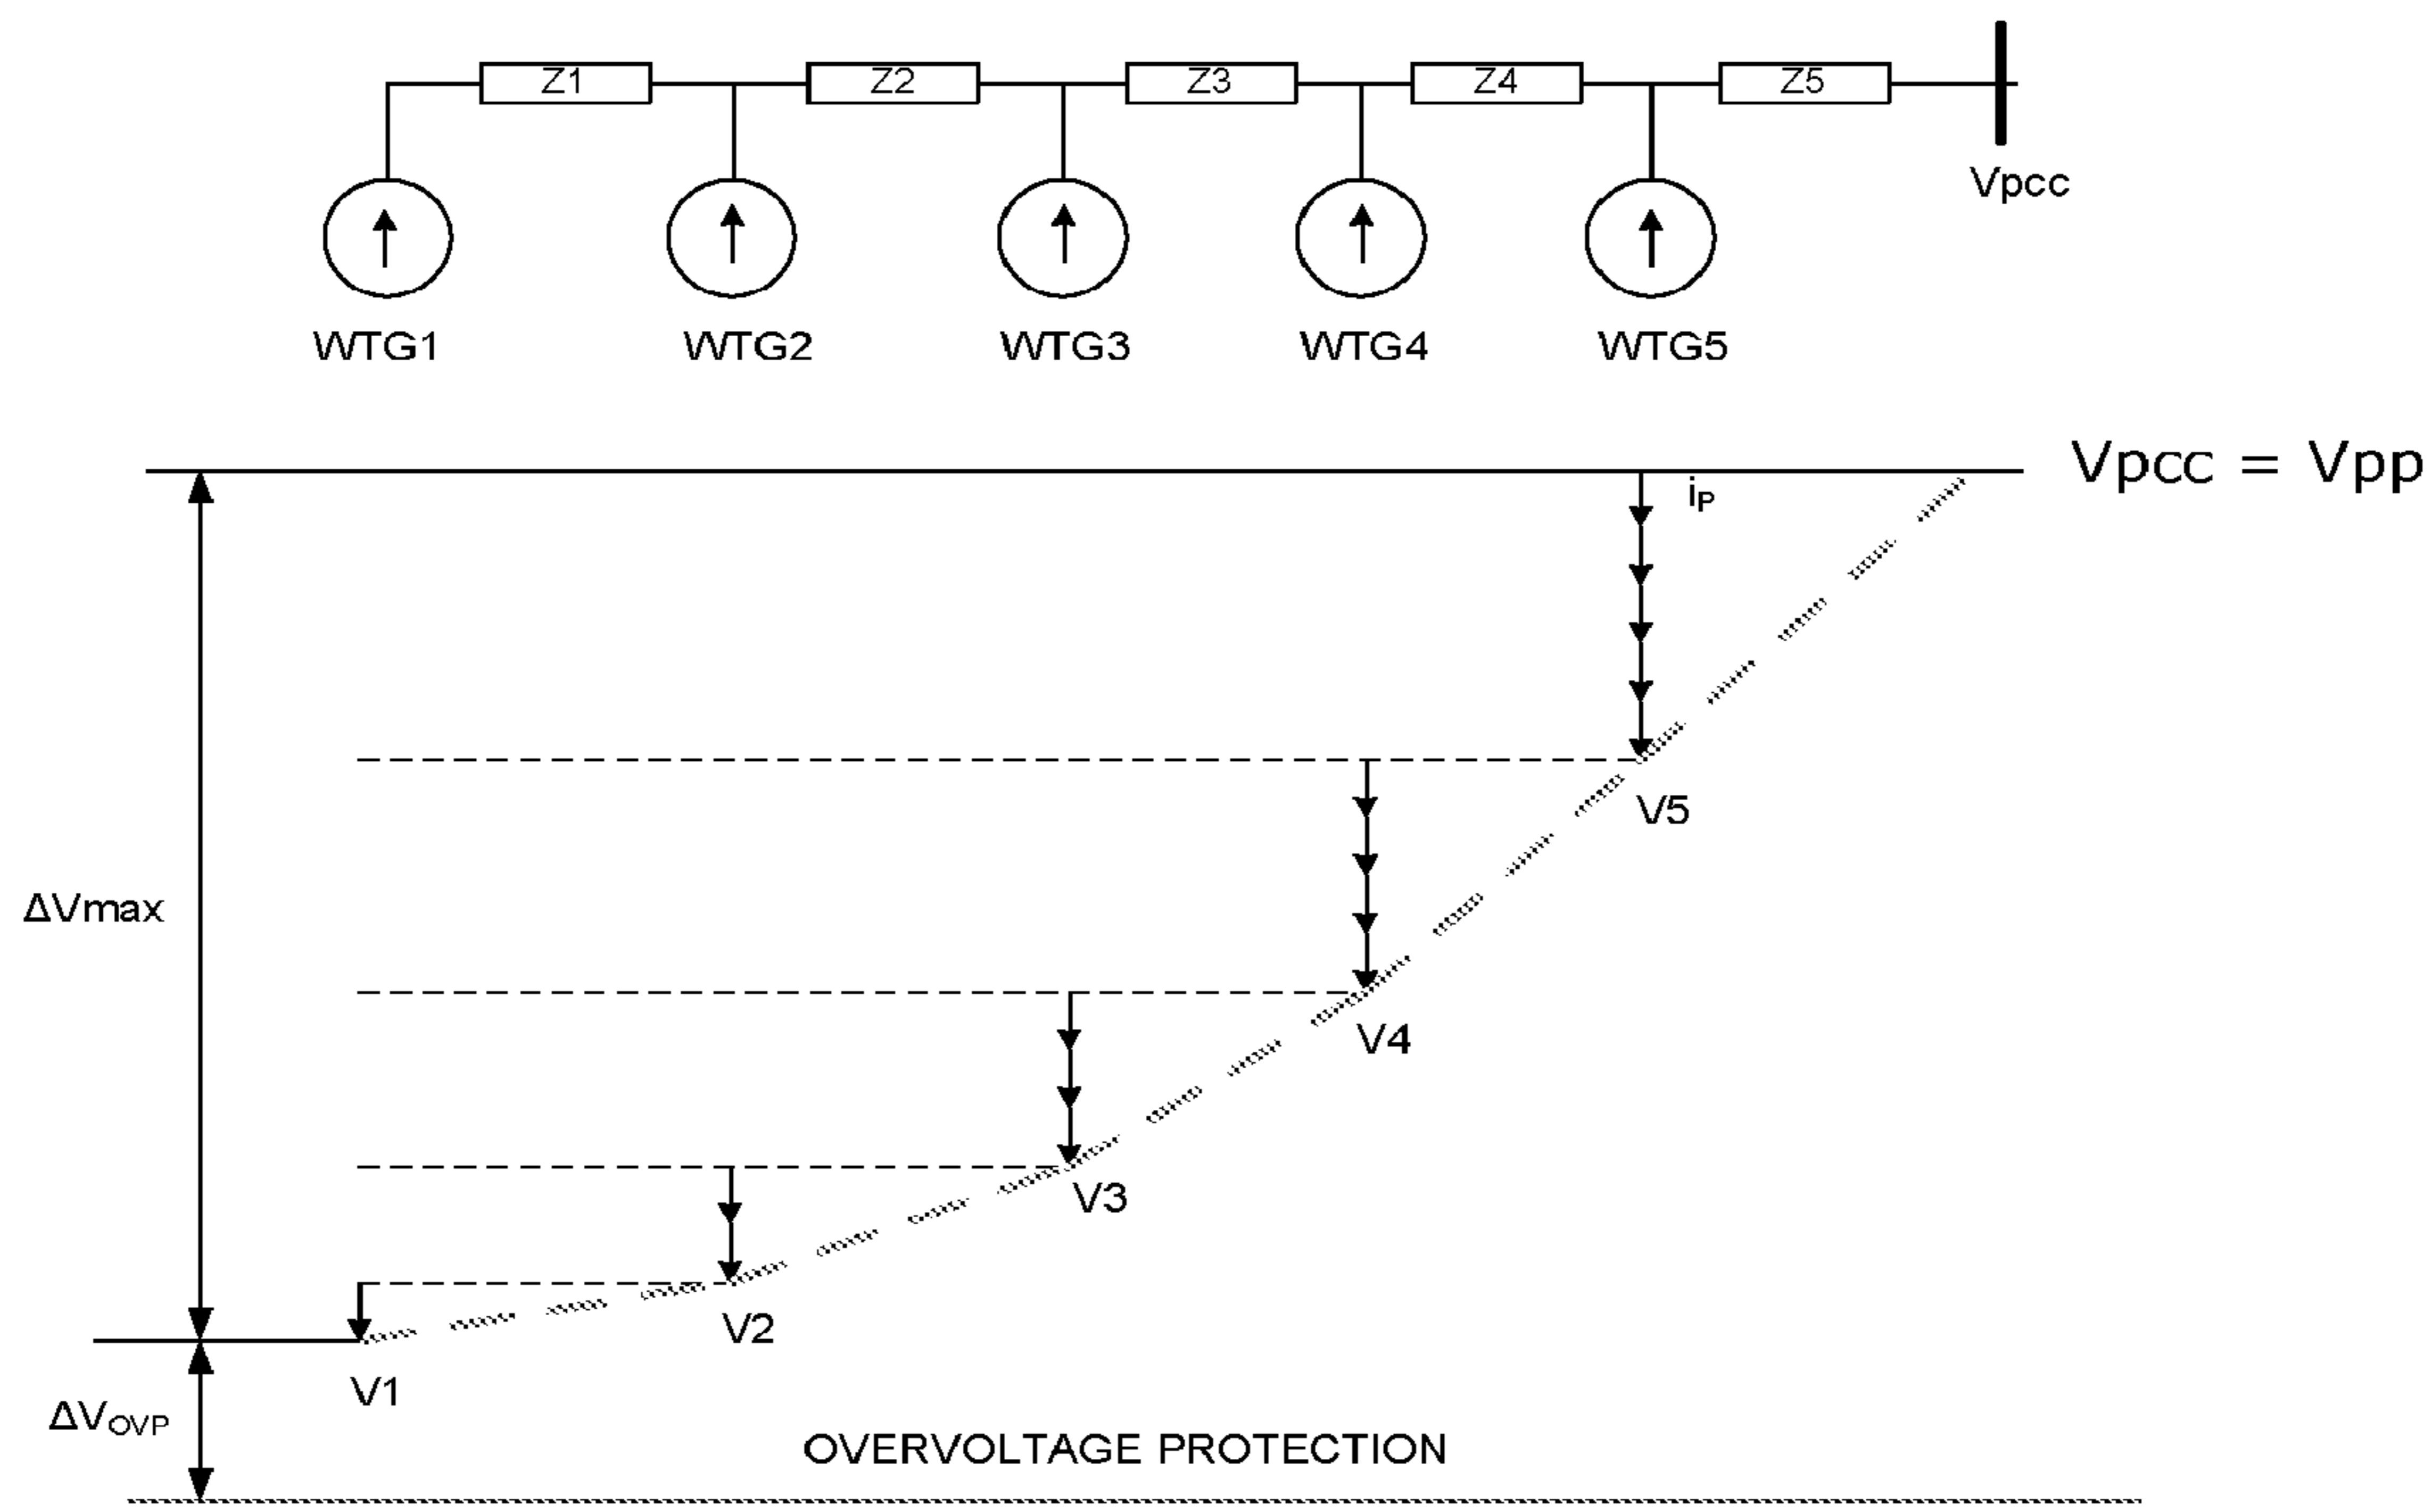 Z1 Z2 Z3 Z4 Z5
Vpcc
WTG1 WTG2 WTG3 WTG4 WTG5
Vpcc = Vpp
iP
V5
ΔVmax
V4
V3
V2
V1
ΔVOVP
OVERVOLTAGE PROTECTION